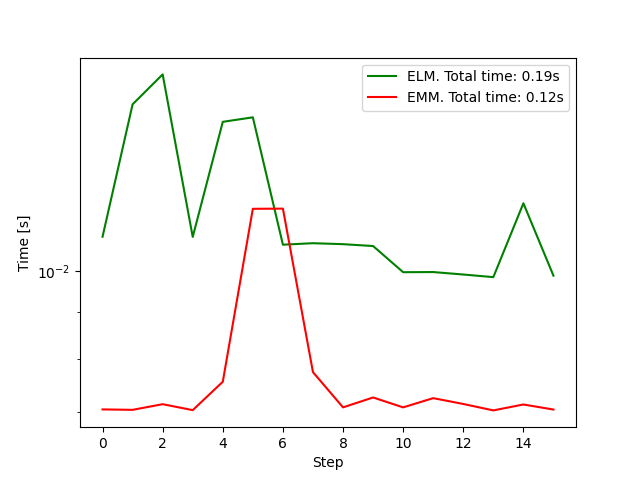 ELM. Total time: 0.19s
EMM. Total time: 0.12s
Time [s]
10⁻²
0 2 4 6 8 10 12 14
Step